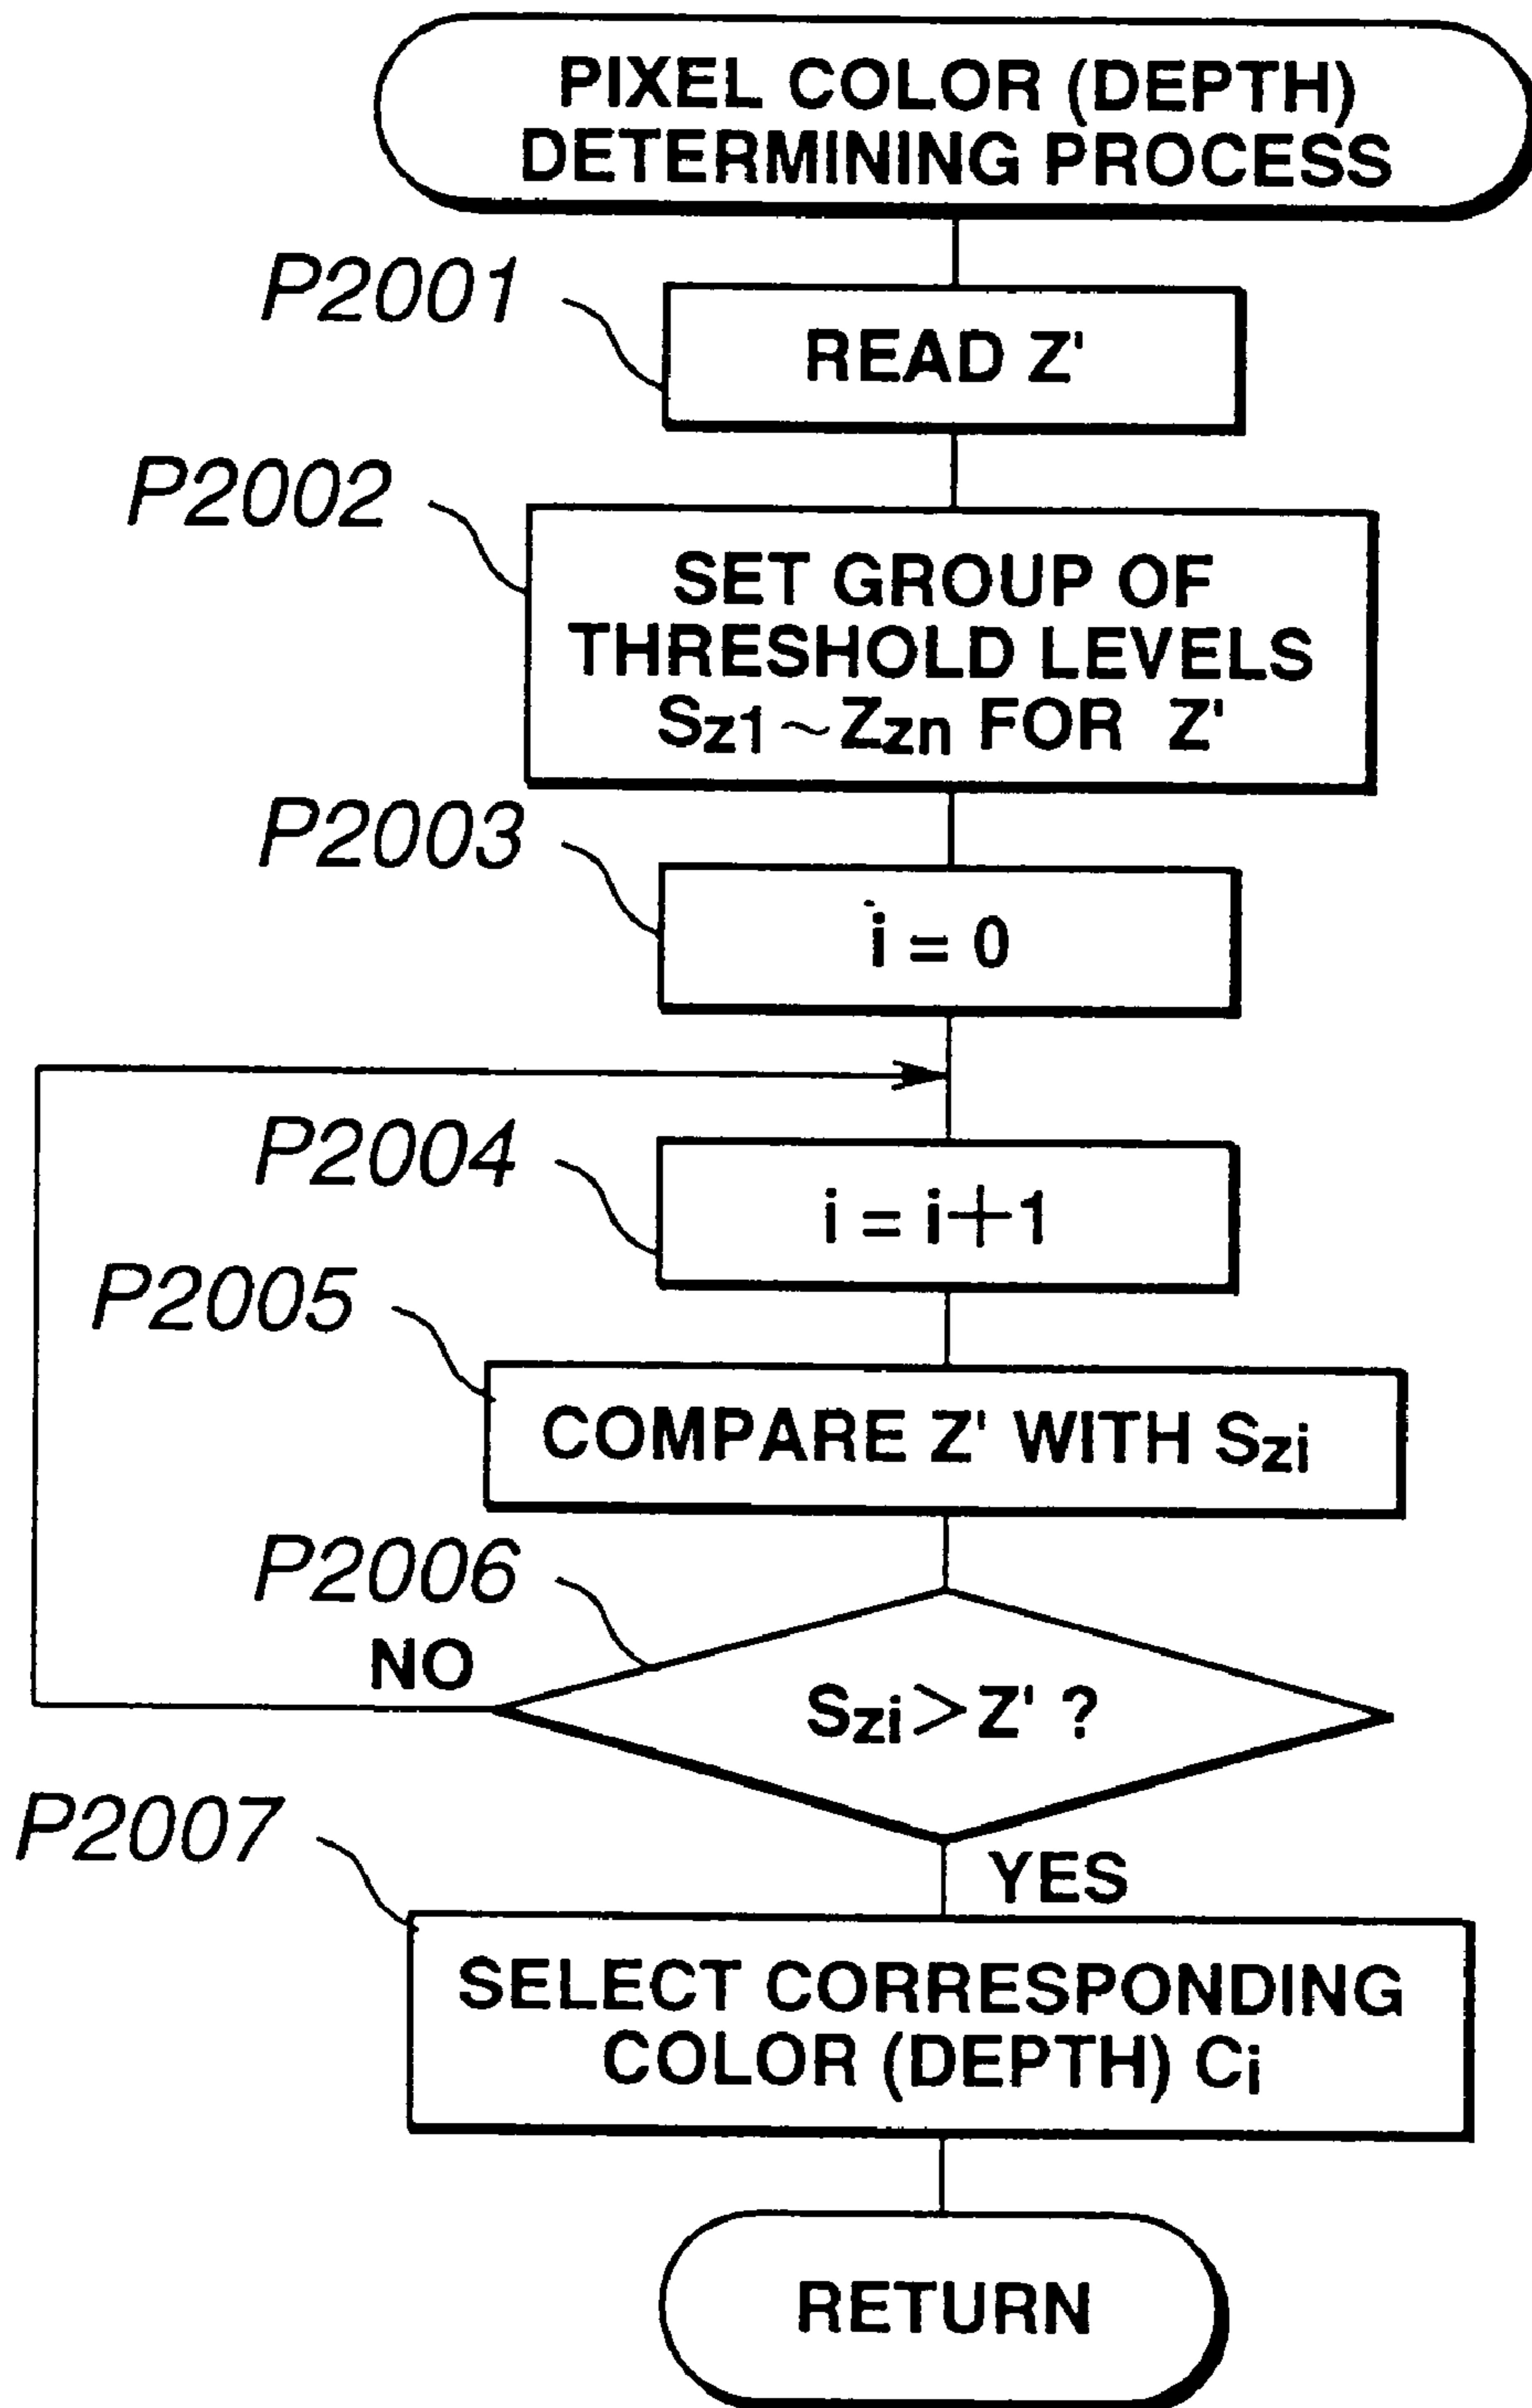 PIXEL COLOR (DEPTH)
DETERMINING PROCESS
P2001
READ Z'
P2002
SET GROUP OF
THRESHOLD LEVELS
Sz1~Zzn FOR Z'
P2003
i = 0
P2004
i = i+1
P2005
COMPARE Z' WITH Szi
P2006
NO
Szi>Z' ?
P2007
YES
SELECT CORRESPONDING
COLOR (DEPTH) Ci
RETURN